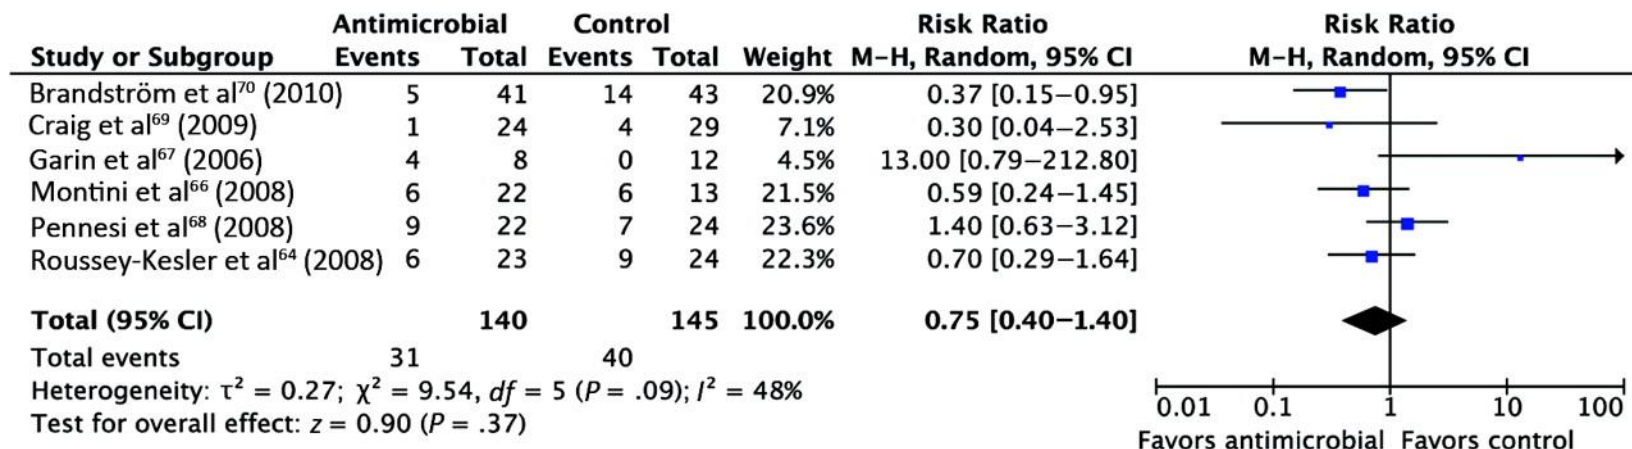 Antimicrobial Control Risk Ratio Risk Ratio
Study or Subgroup Events Total Events Total Weight M-H, Random, 95% CI M-H, Random, 95% CI
Brandström et al⁷⁰ (2010) 5 41 14 43 20.9% 0.37 [0.15–0.95]
Craig et al⁶⁹ (2009) 1 24 4 29 7.1% 0.30 [0.04–2.53]
Garin et al⁶⁷ (2006) 4 8 0 12 4.5% 13.00 [0.79–212.80]
Montini et al⁶⁶ (2008) 6 22 6 13 21.5% 0.59 [0.24–1.45]
Pennesi et al⁶⁸ (2008) 9 22 7 24 23.6% 1.40 [0.63–3.12]
Roussey-Kesler et al⁶⁴ (2008) 6 23 9 24 22.3% 0.70 [0.29–1.64]
Total (95% CI) 140 145 100.0% 0.75 [0.40–1.40]
Total events 31 40
Heterogeneity: τ² = 0.27; χ² = 9.54, df = 5 (P = .09); I² = 48%
Test for overall effect: z = 0.90 (P = .37)
0.01 0.1 1 10 100
Favors antimicrobial Favors control